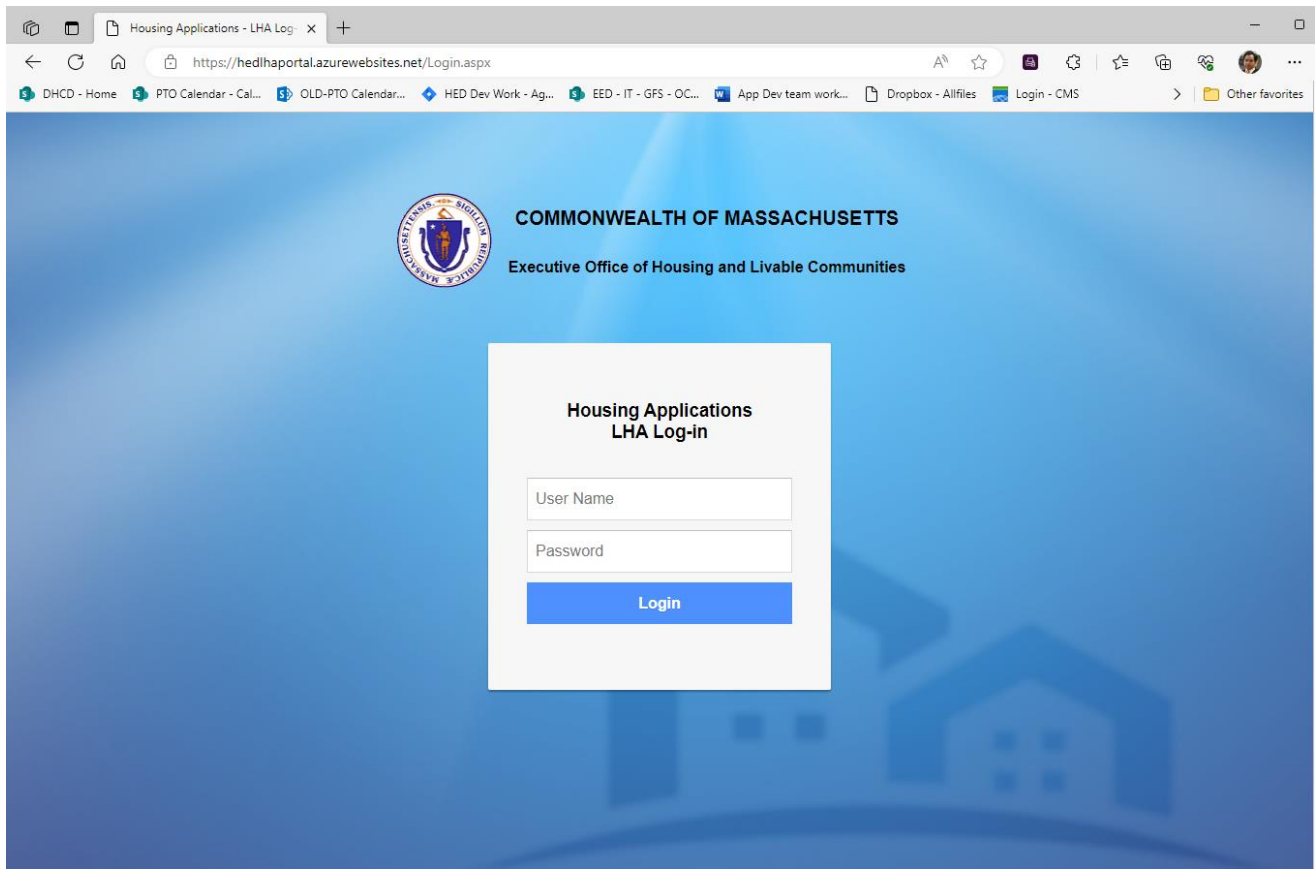 Housing Applications - LHA Log-
https://hedlhaportal.azurewebsites.net/Login.aspx
DHCD - Home PTO Calendar - Cal... OLD-PTO Calendar... HED Dev Work - Ag... EED - IT - GFS - OC... App Dev team work... Dropbox - Allfiles Login - CMS Other favorites
COMMONWEALTH OF MASSACHUSETTS
Executive Office of Housing and Livable Communities
Housing Applications
LHA Log-in
User Name
Password
Login